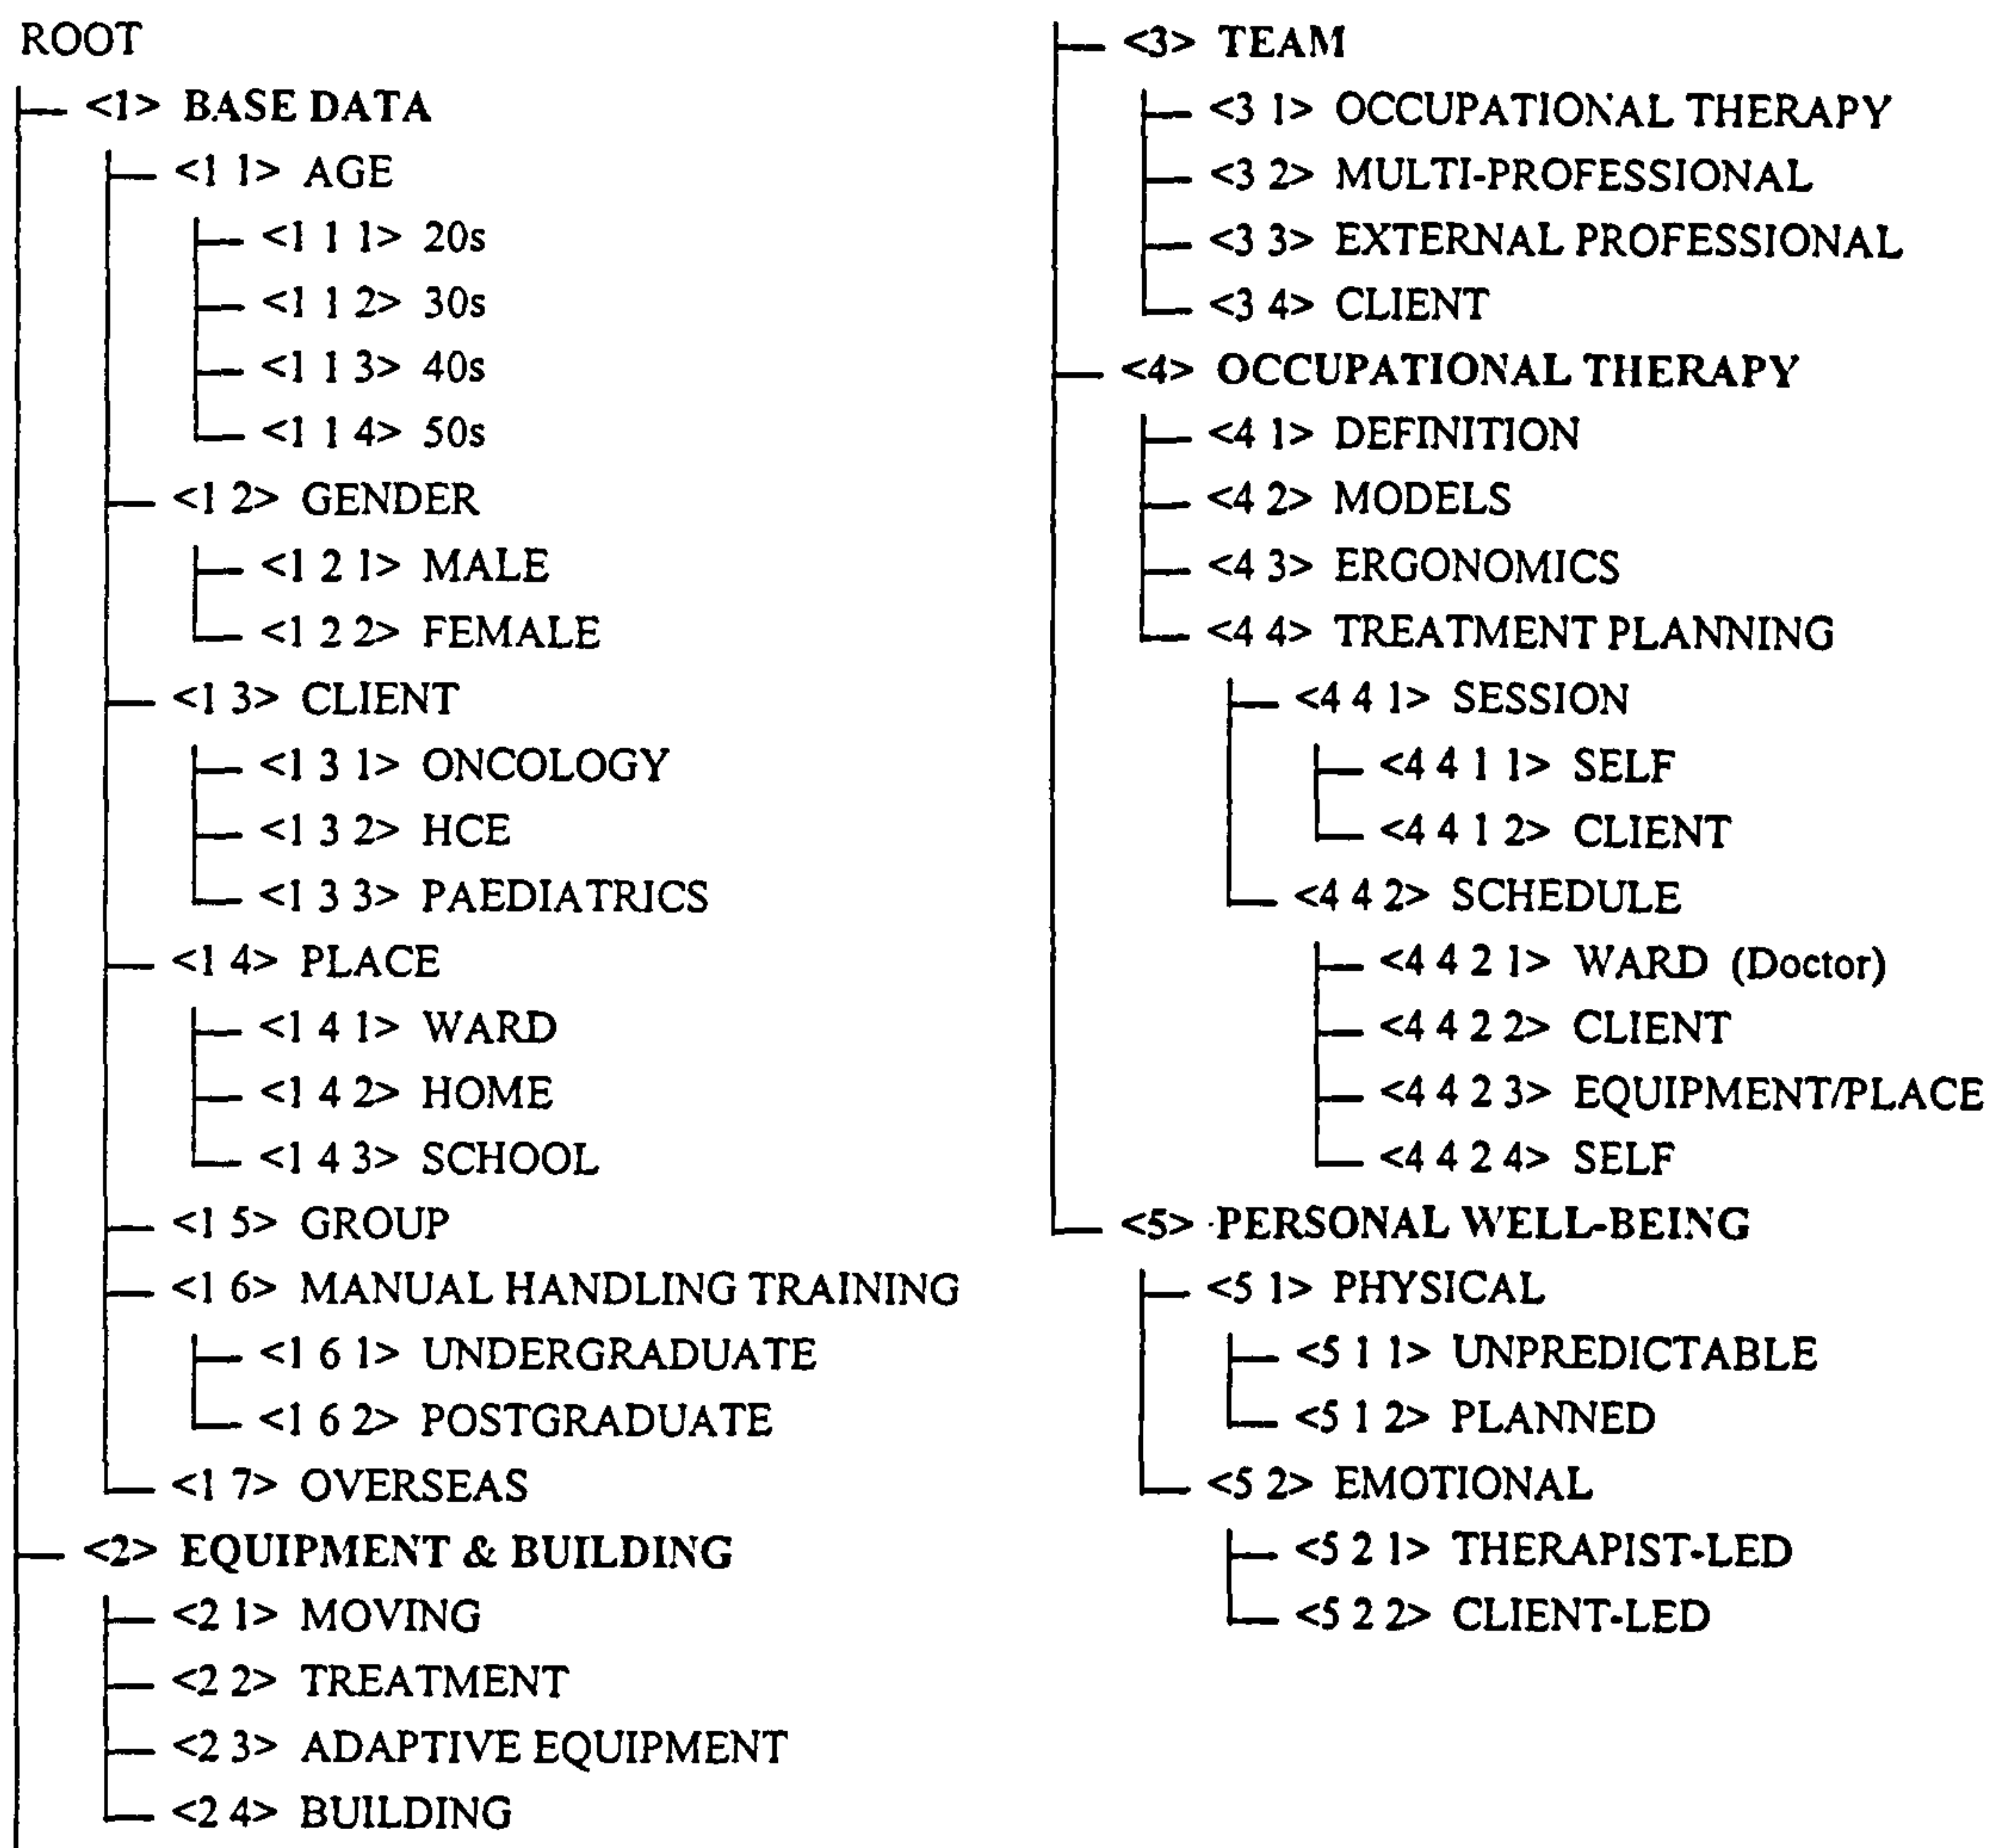 ROOT
<1> BASE DATA
<1 1> AGE
<1 1 1> 20s
<1 1 2> 30s
<1 1 3> 40s
<1 1 4> 50s
<1 2> GENDER
<1 2 1> MALE
<1 2 2> FEMALE
<1 3> CLIENT
<1 3 1> ONCOLOGY
<1 3 2> HCE
<1 3 3> PAEDIATRICS
<1 4> PLACE
<1 4 1> WARD
<1 4 2> HOME
<1 4 3> SCHOOL
<1 5> GROUP
<1 6> MANUAL HANDLING TRAINING
<1 6 1> UNDERGRADUATE
<1 6 2> POSTGRADUATE
<1 7> OVERSEAS
<2> EQUIPMENT & BUILDING
<2 1> MOVING
<2 2> TREATMENT
<2 3> ADAPTIVE EQUIPMENT
<2 4> BUILDING
<3> TEAM
<3 1> OCCUPATIONAL THERAPY
<3 2> MULTI-PROFESSIONAL
<3 3> EXTERNAL PROFESSIONAL
<3 4> CLIENT
<4> OCCUPATIONAL THERAPY
<4 1> DEFINITION
<4 2> MODELS
<4 3> ERGONOMICS
<4 4> TREATMENT PLANNING
<4 4 1> SESSION
<4 4 1 1> SELF
<4 4 1 2> CLIENT
<4 4 2> SCHEDULE
<4 4 2 1> WARD (Doctor)
<4 4 2 2> CLIENT
<4 4 2 3> EQUIPMENT/PLACE
<4 4 2 4> SELF
<5> PERSONAL WELL-BEING
<5 1> PHYSICAL
<5 1 1> UNPREDICTABLE
<5 1 2> PLANNED
<5 2> EMOTIONAL
<5 2 1> THERAPIST-LED
<5 2 2> CLIENT-LED